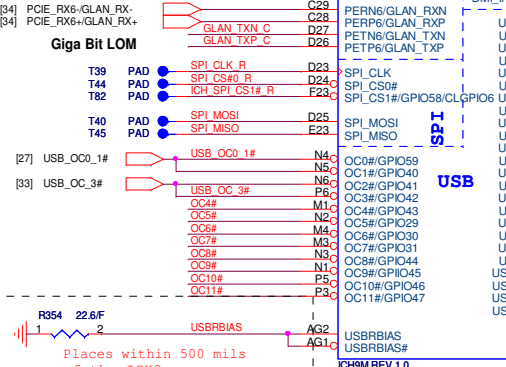 [34] PCIE_RX6-/GLAN_RX- C29 PERN6/GLAN_RXN
[34] PCIE_RX6+/GLAN_RX+ C28 PERP6/GLAN_RXP
GLAN_TXN_C D27 PETN6/GLAN_TXN
Giga Bit LOM GLAN_TXP_C D26 PETP6/GLAN_TXP
T39 PAD SPI_CLK_R D23 SPI_CLK
T44 PAD SPI_CS#0_R D24 SPI_CS0#
T82 PAD ICH_SPI_CS1#_R F23 SPI_CS1#/GPIO58/CLGPIO6
SPI
T40 PAD SPI_MOSI D25 SPI_MOSI
T45 PAD SPI_MISO E23 SPI_MISO
[27] USB_OC0_1# USB_OC0_1# N4 OC0#/GPIO59
N5 OC1#/GPIO40
[33] USB_OC_3# N6 OC2#/GPIO41
USB
USB_OC_3# P6 OC3#/GPIO42
OC4# M1 OC4#/GPIO43
OC5# N2 OC5#/GPIO29
OC6# M4 OC6#/GPIO30
OC7# M3 OC7#/GPIO31
OC8# N3 OC8#/GPIO44
OC9# N1 OC9#/GPIIO45
OC10# P5 OC10#/GPIO46
OC11# P3 OC11#/GPIO47
R354 22.6/F
1 2 USBRBIAS AG2 USBRBIAS
AG1 USBRBIAS#
Places within 500 mils
ICH9M REV 1.0